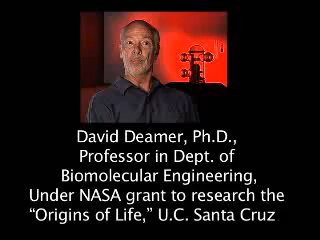 David Deamer, Ph.D.,
Professor in Dept. of
Biomolecular Engineering,
Under NASA grant to research the
“Origins of Life,” U.C. Santa Cruz